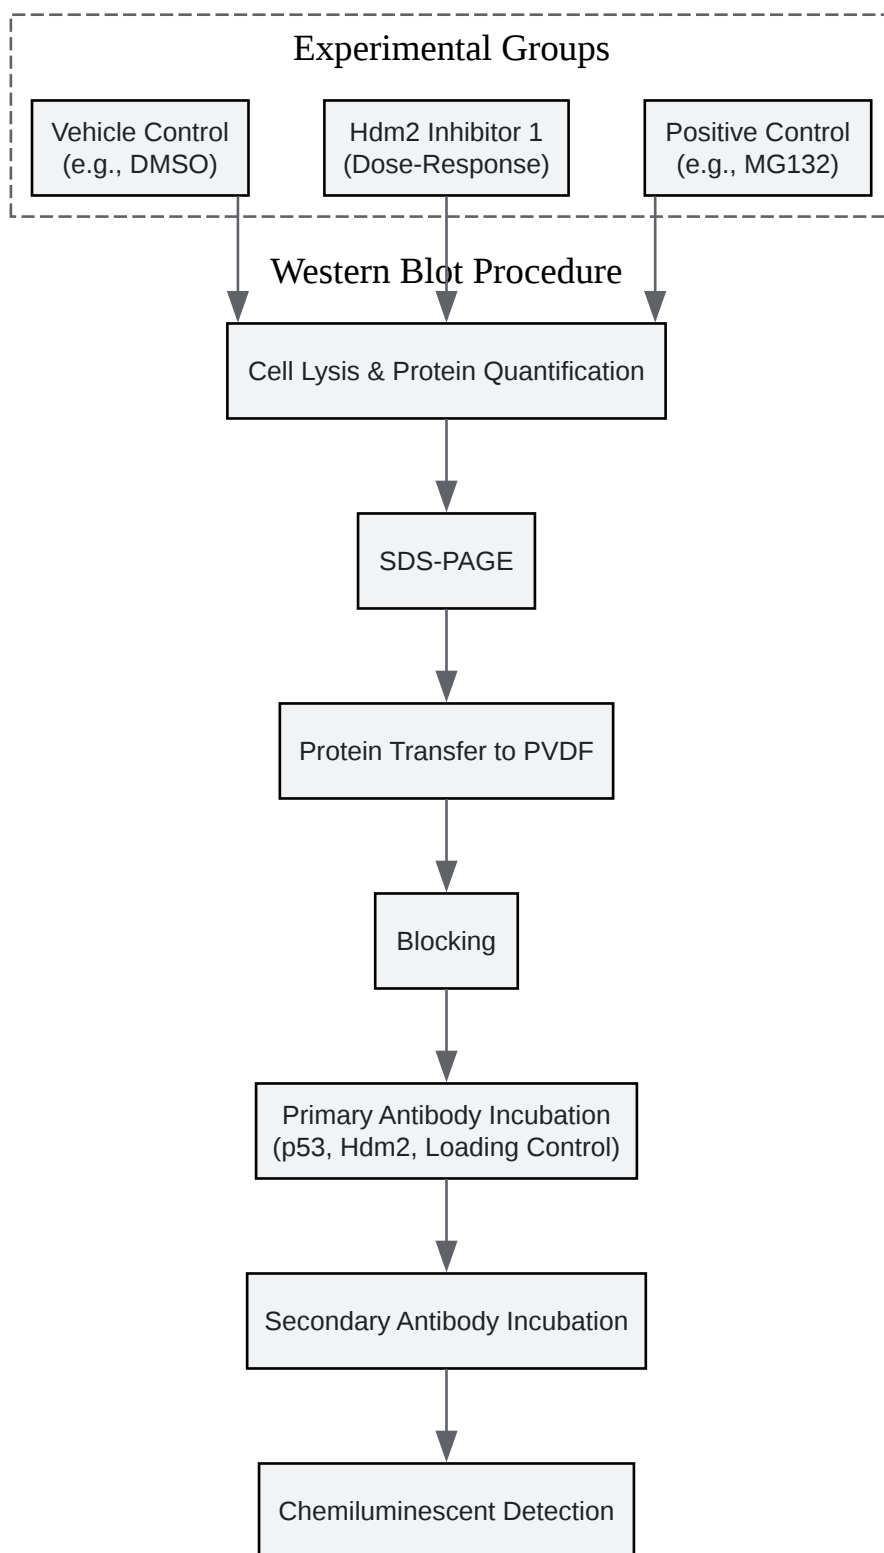 Experimental Groups
Vehicle Control
(e.g., DMSO)
Hdm2 Inhibitor 1
(Dose-Response)
Positive Control
(e.g., MG132)
Western Blot Procedure
Cell Lysis & Protein Quantification
SDS-PAGE
Protein Transfer to PVDF
Blocking
Primary Antibody Incubation
(p53, Hdm2, Loading Control)
Secondary Antibody Incubation
Chemiluminescent Detection